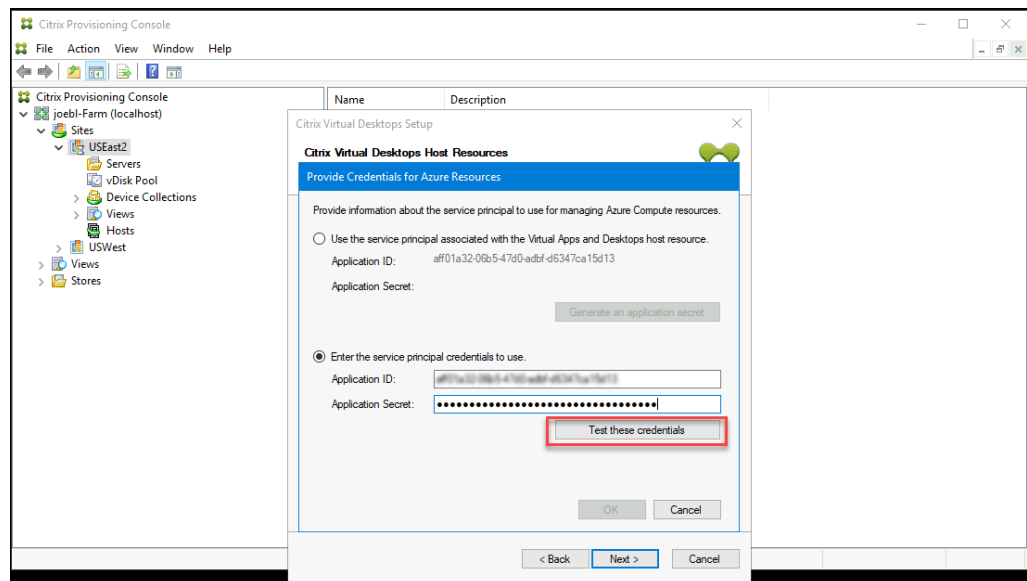 Citrix Provisioning Console
File Action View Window Help
Citrix Provisioning Console
joebl-Farm (localhost)
Sites
USEast2
Servers
vDisk Pool
Device Collections
Views
Hosts
USWest
Views
Stores
Name Description
Citrix Virtual Desktops Setup
Citrix Virtual Desktops Host Resources
Provide Credentials for Azure Resources
Provide information about the service principal to use for managing Azure Compute resources.
Use the service principal associated with the Virtual Apps and Desktops host resource.
Application ID: aff01a32-06b5-47d0-adbf-d6347ca15d13
Application Secret:
Generate an application secret
Enter the service principal credentials to use.
Application ID:
Application Secret: ••••••••••••••••••••••••••••••••••
Test these credentials
OK Cancel
< Back Next > Cancel